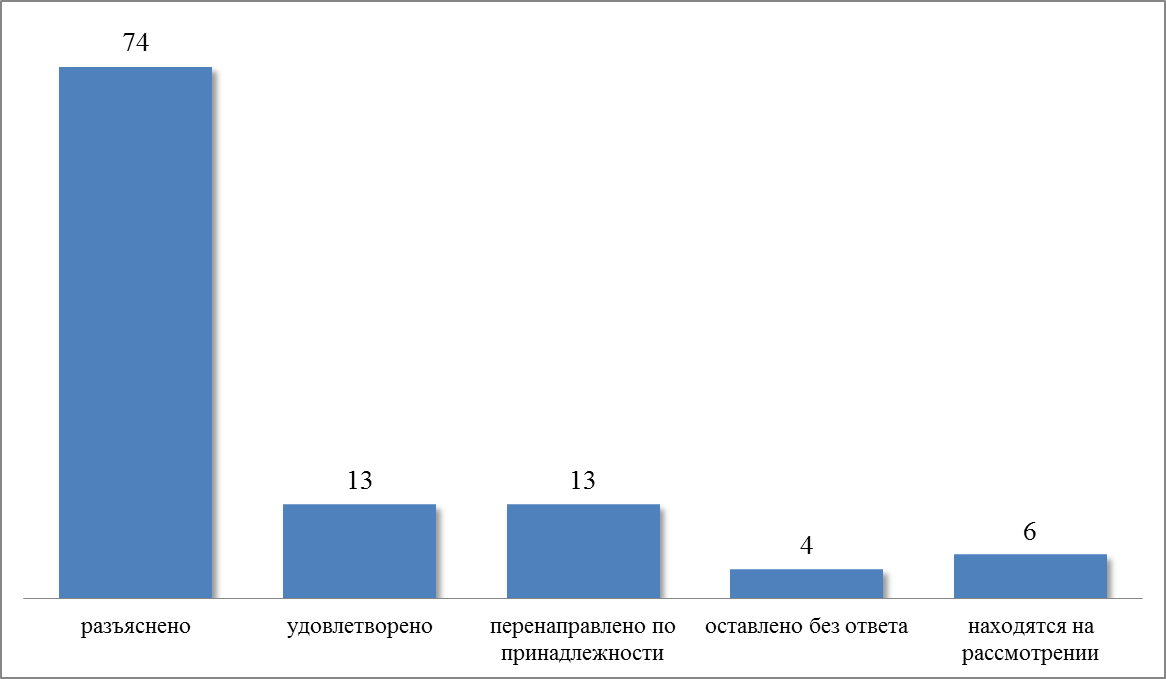 74
13
13
4
6
разъяснено
удовлетворено
перенаправлено по
принадлежности
оставлено без ответа
находятся на
рассмотрении